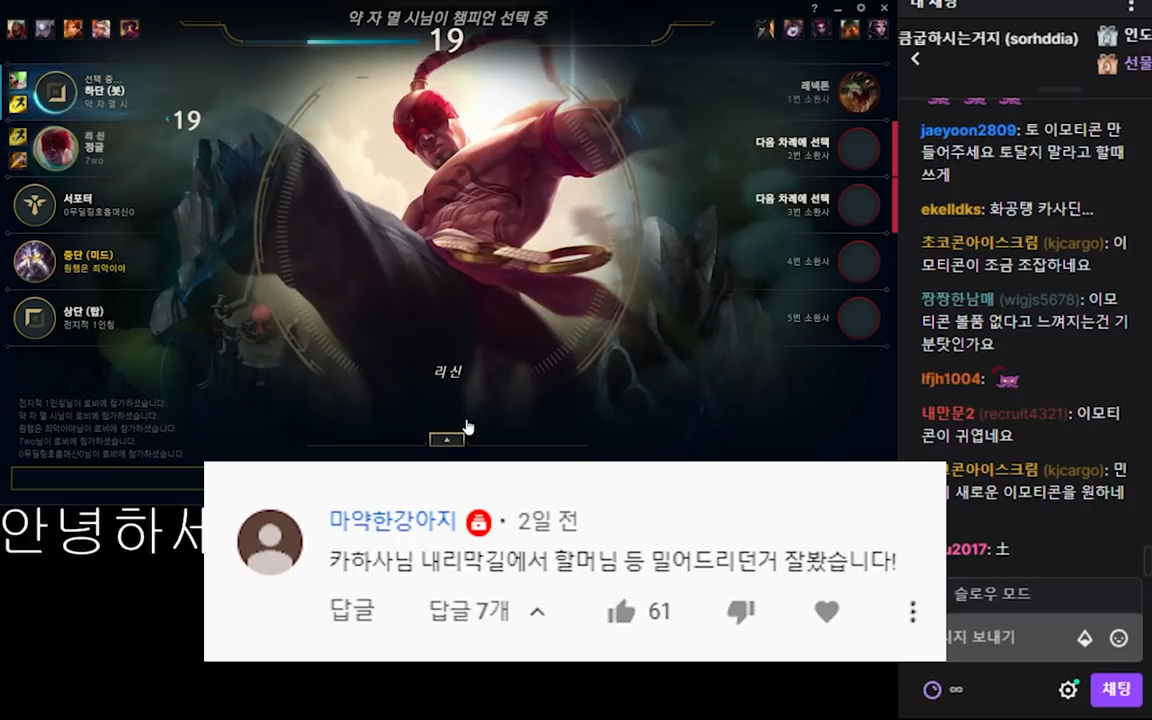 약 자 멸 시님이 챔피언 선택 중
19
선택 중...
하단 (봇)
약 자 멸 시
19
리 신
정글
7wo
서포터
0무딜링호흡머신0
중단 (미드)
원챔은 죄악이야
상단 (탑)
전지적 1인칭
레넥톤
1번 소환사
다음 차례에 선택
2번 소환사
다음 차례에 선택
3번 소환사
4번 소환사
5번 소환사
리 신
전지적 1인칭님이 로비에 참가하셨습니다.
약 자 멸 시님이 로비에 참가하셨습니다.
원챔은 죄악이야님이 로비에 참가하셨습니다.
7wo님이 로비에 참가하셨습니다.
0무딜링호흡머신0님이 로비에 참가하셨습니다.
안녕하서
마약한강아지 · 2일 전
카하사님 내리막길에서 할머님 등 밀어드리던거 잘봤습니다!
답글 답글 7개 61
내 채팅
큼굽하시는거지 (sorhddia)
인도
선물
jaeyoon2809: 토 이모티콘 만
들어주세요 토달지 말라고 할때
쓰게
ekelldks: 화공탱 카사딘...
초코콘아이스크림 (kjcargo): 이
모티콘이 조금 조잡하네요
짱짱한남매 (wlgjs5678): 이모
티콘 볼품 없다고 느껴지는건 기
분탓인가요
lfjh1004:
내만문2 (recruit4321): 이모티
콘이 귀엽네요
코콘아이스크림 (kjcargo): 민
새로운 이모티콘을 원하네
u2017: 土
슬로우 모드
지 보내기
채팅